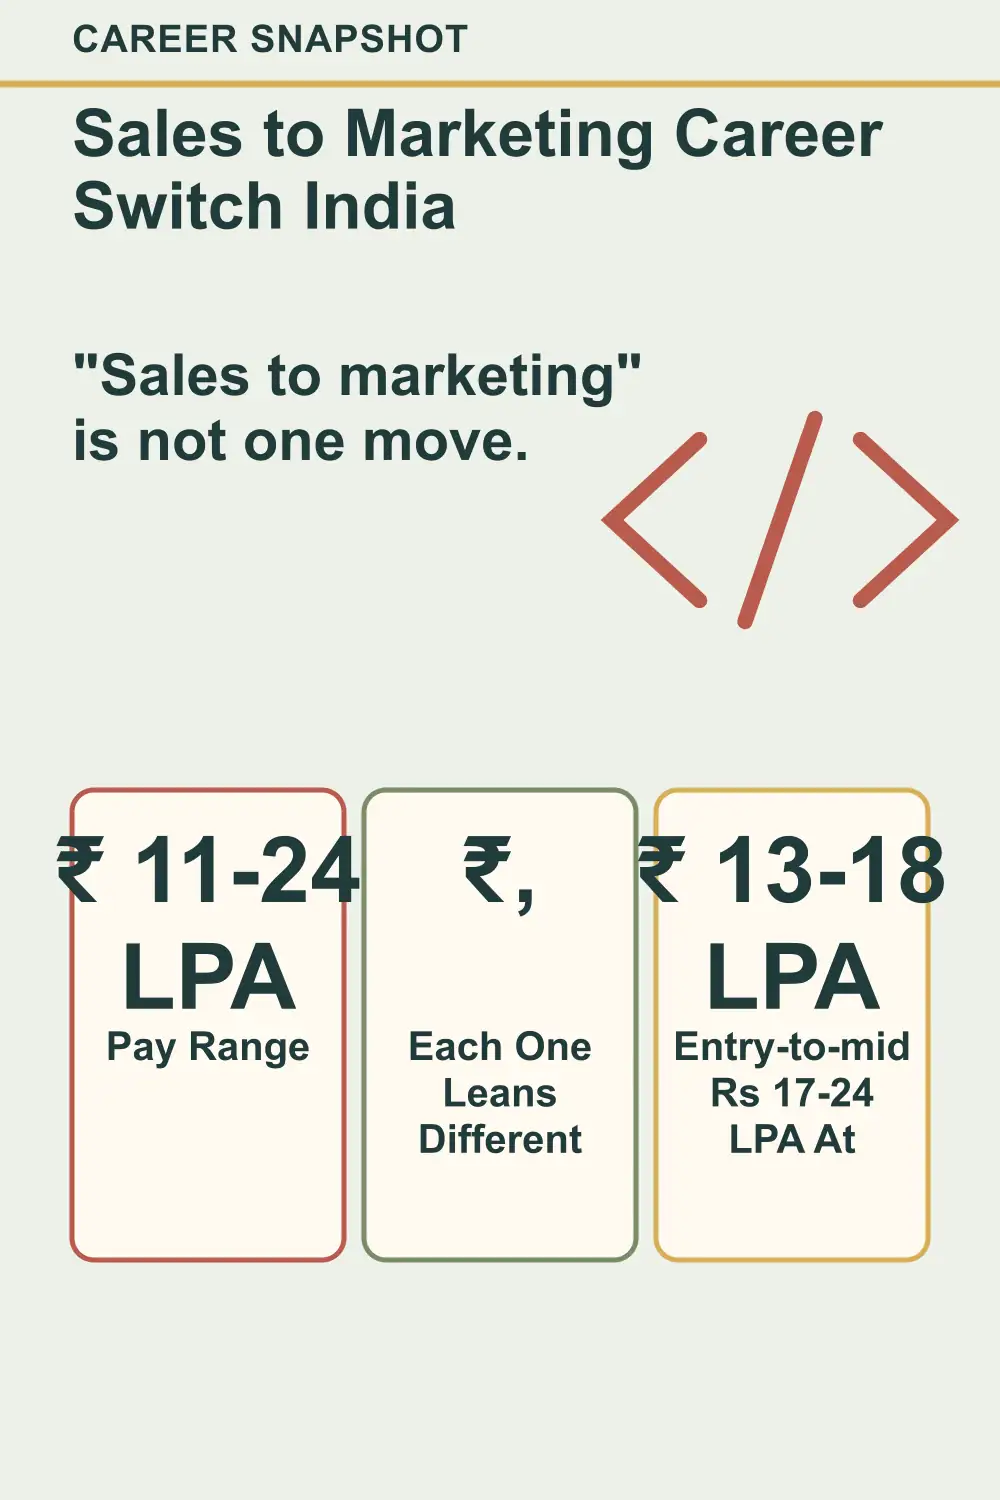 CAREER SNAPSHOT
Sales to Marketing Career
Switch India
"Sales to marketing"
is not one move.
₹ 11-24
LPA
Pay Range
₹,
Each One
Leans
Different
₹ 13-18
LPA
Entry-to-mid
Rs 17-24
LPA At